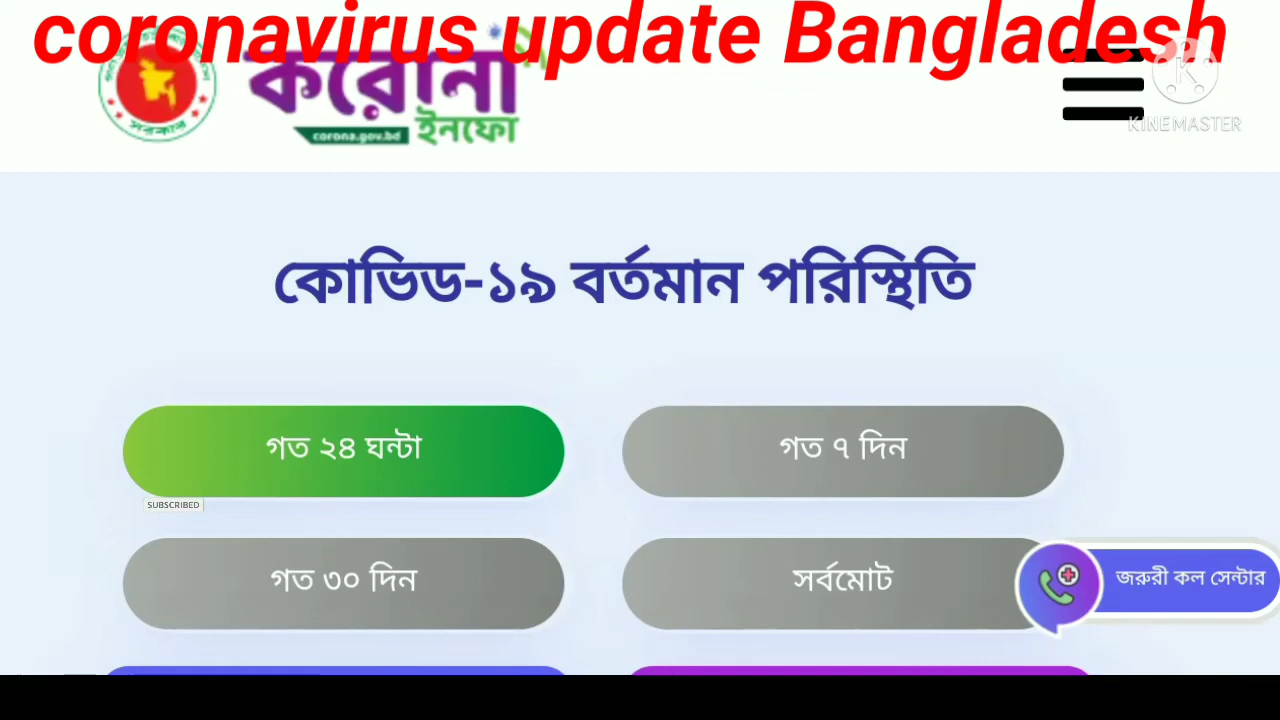 coronavirus update Bangladesh
করোনা
corona.gov.bd
ইনফো
সরকার
KINEMASTER
কোভিড-১৯ বর্তমান পরিস্থিতি
গত ২৪ ঘন্টা
গত ৭ দিন
SUBSCRIBED
গত ৩০ দিন
সর্বমোট
জরুরী কল সেন্টার